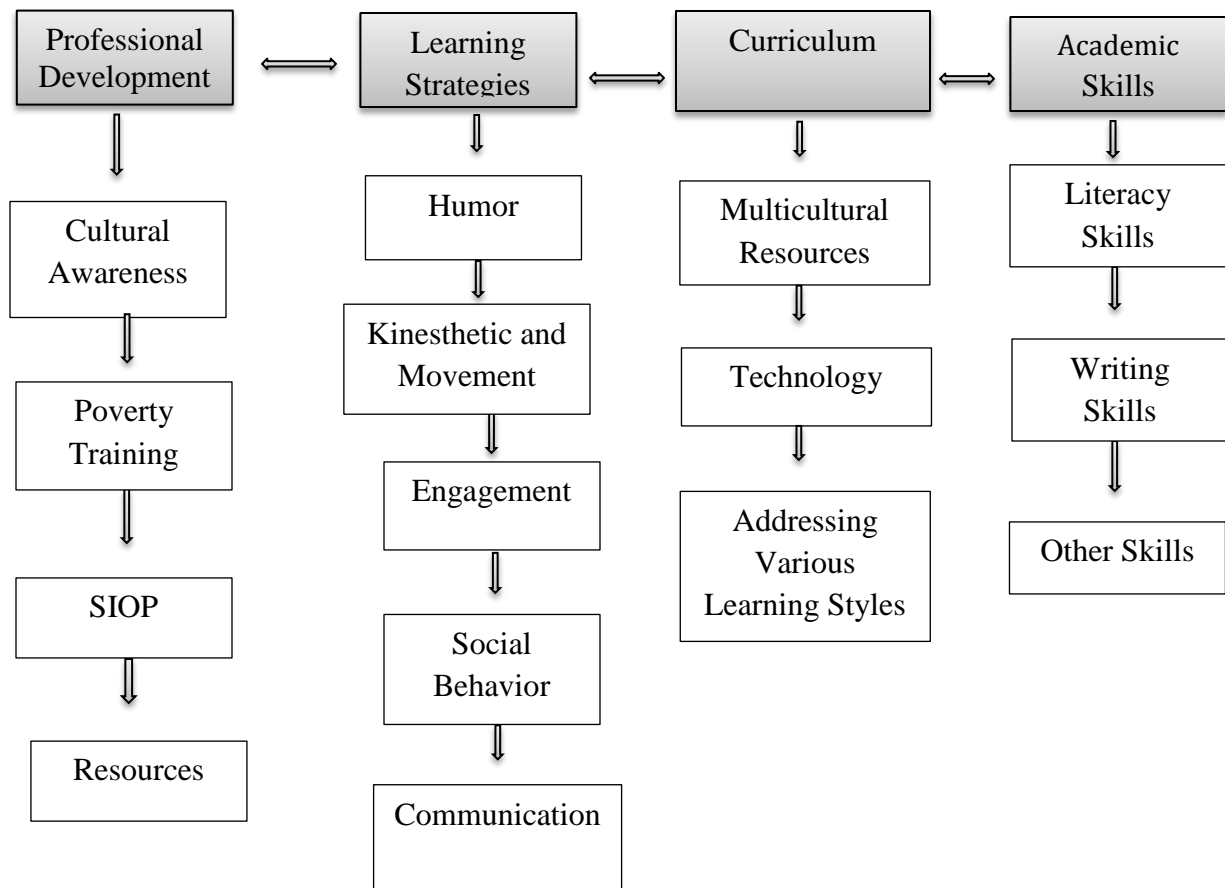 Professional
Development
Learning
Strategies
Curriculum
Academic
Skills
Cultural
Awareness
Poverty
Training
SIOP
Resources
Humor
Kinesthetic and
Movement
Engagement
Social
Behavior
Communication
Multicultural
Resources
Technology
Addressing
Various
Learning Styles
Literacy
Skills
Writing
Skills
Other Skills